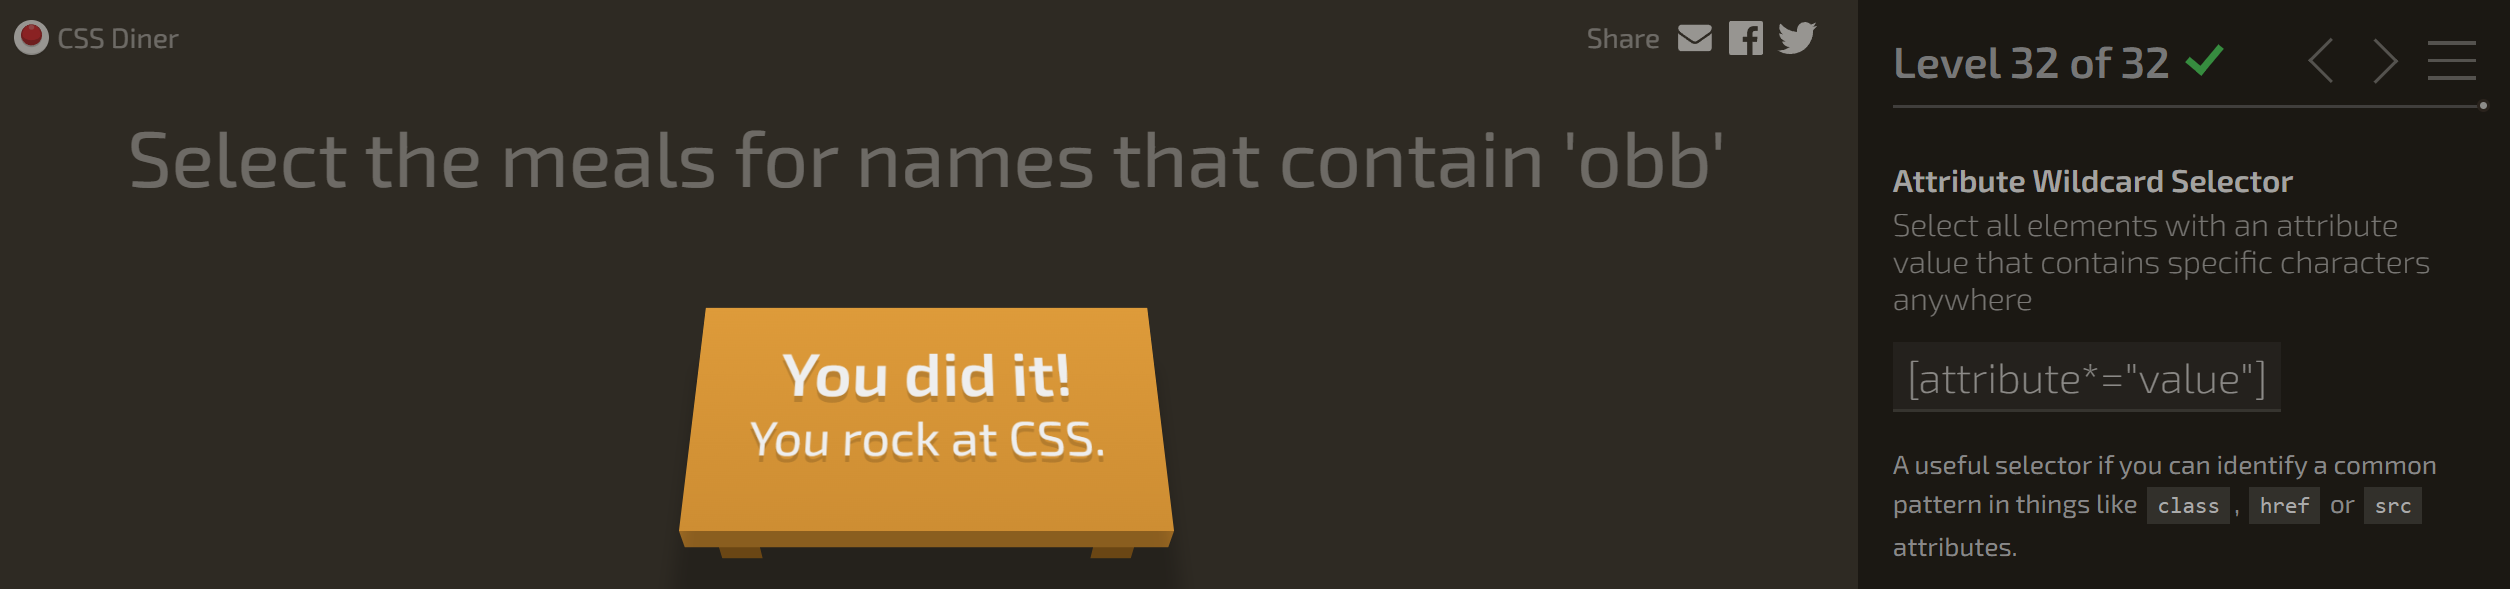 CSS Diner
Share
Select the meals for names that contain 'obb'
You did it!
You rock at CSS.
Level 32 of 32
Attribute Wildcard Selector
Select all elements with an attribute
value that contains specific characters
anywhere
[attribute*="value"]
A useful selector if you can identify a common
pattern in things like class , href or src
attributes.